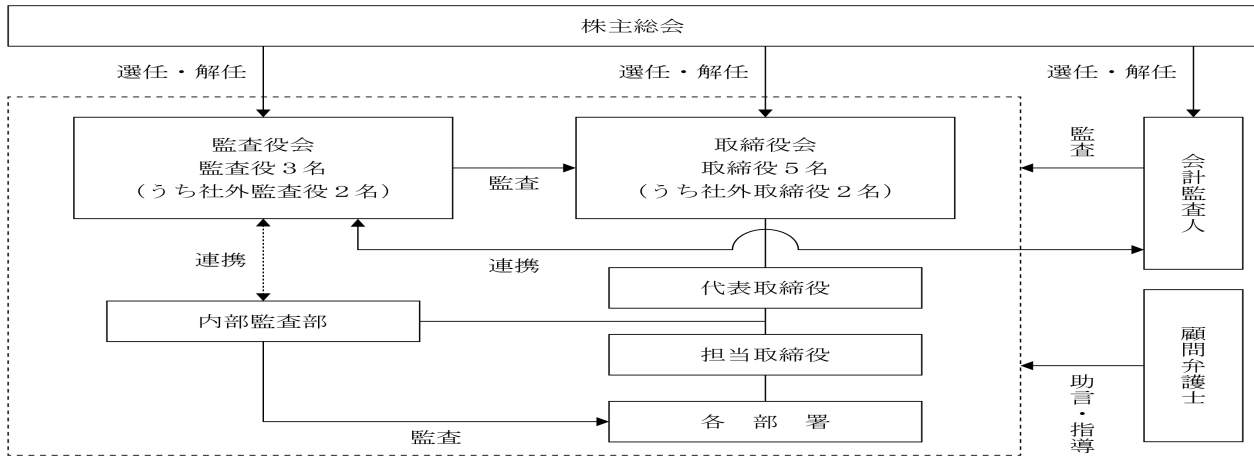 株主総会
選任・解任
選任・解任
選任・解任
監査役会
監査役３名
（うち社外監査役２名）
監査
取締役会
取締役５名
（うち社外取締役２名）
監査
会計監査人
連携
連携
代表取締役
内部監査部
担当取締役
顧問弁護士
助言・指導
監査
各　部　署